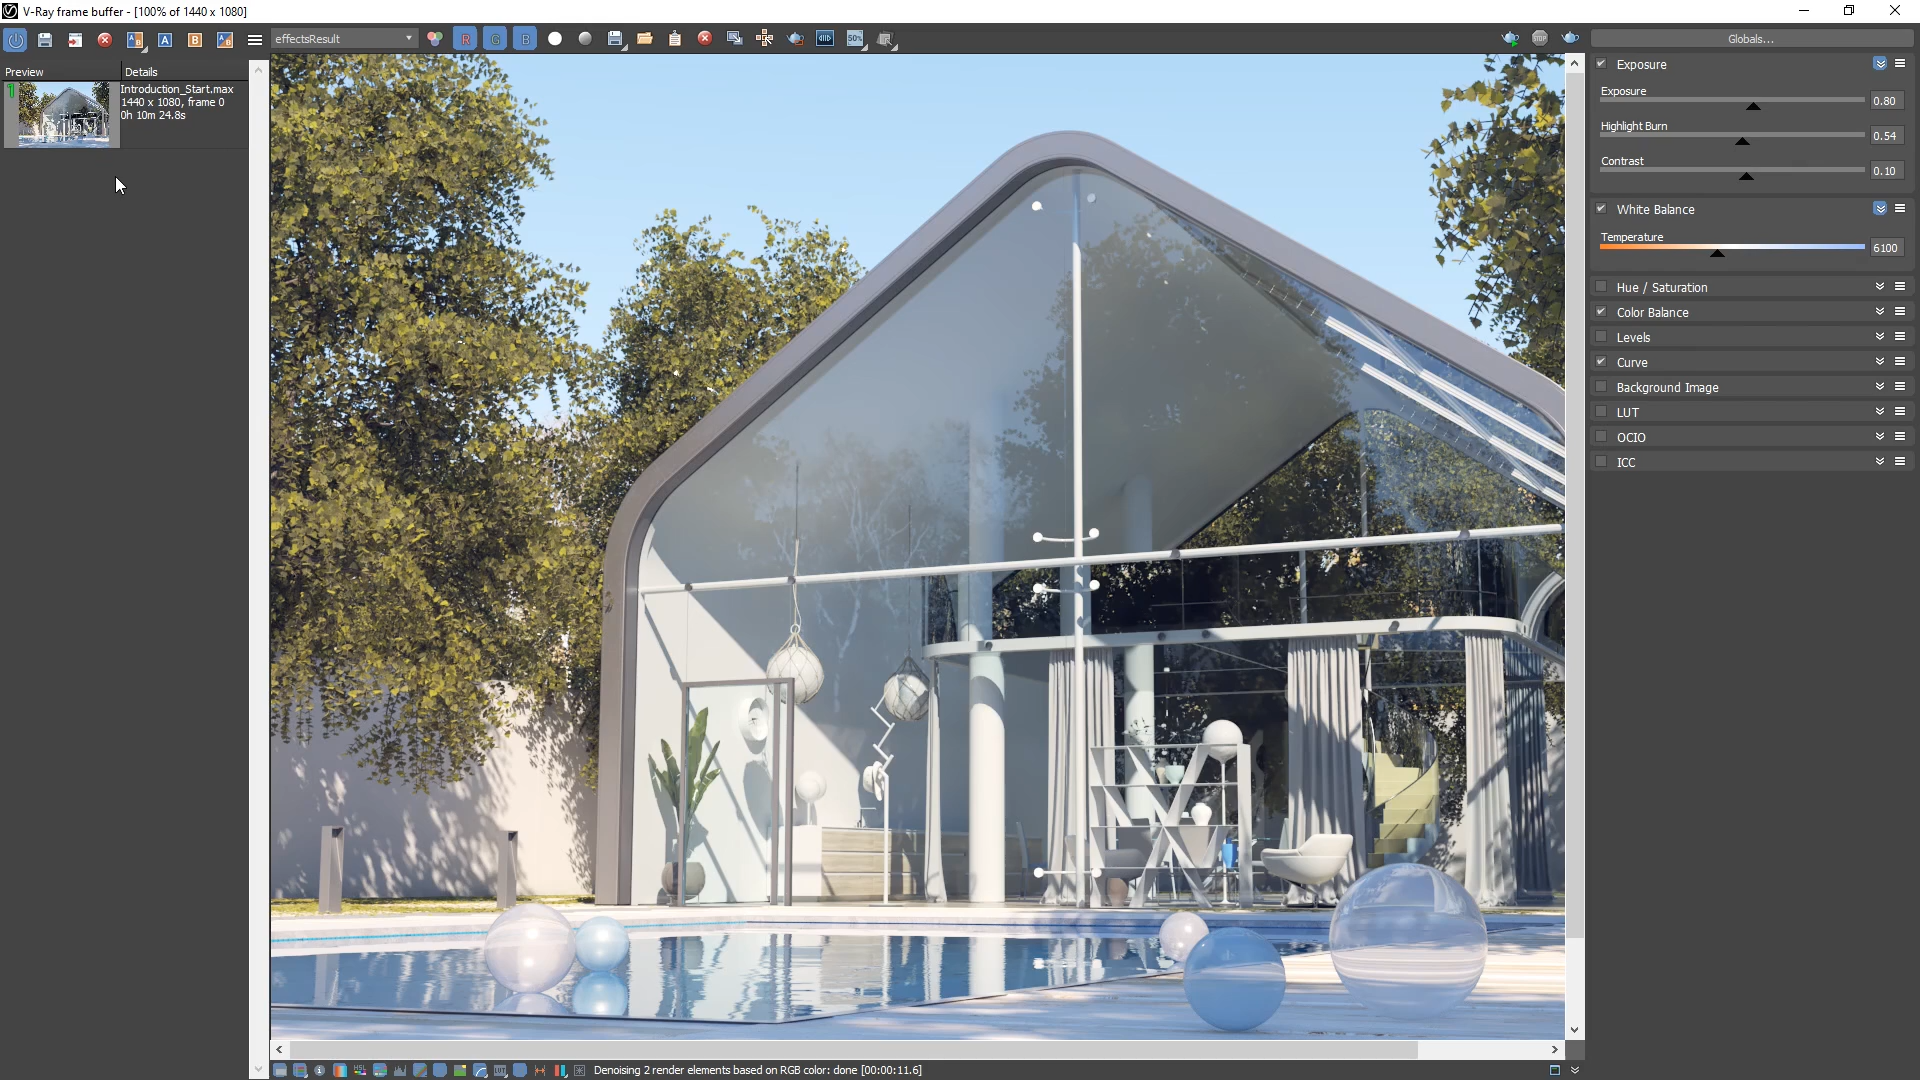 V-Ray frame buffer - [100% of 1440 x 1080]
effectsResult
R G B
50%
STOP
Globals...
Preview Details
1
Introduction_Start.max
1440 x 1080, frame 0
0h 10m 24.8s
Exposure
Exposure
0.80
Highlight Burn
0.54
Contrast
0.10
White Balance
Temperature
6100
Hue / Saturation
Color Balance
Levels
Curve
Background Image
LUT
OCIO
ICC
Denoising 2 render elements based on RGB color: done [00:00:11.6]